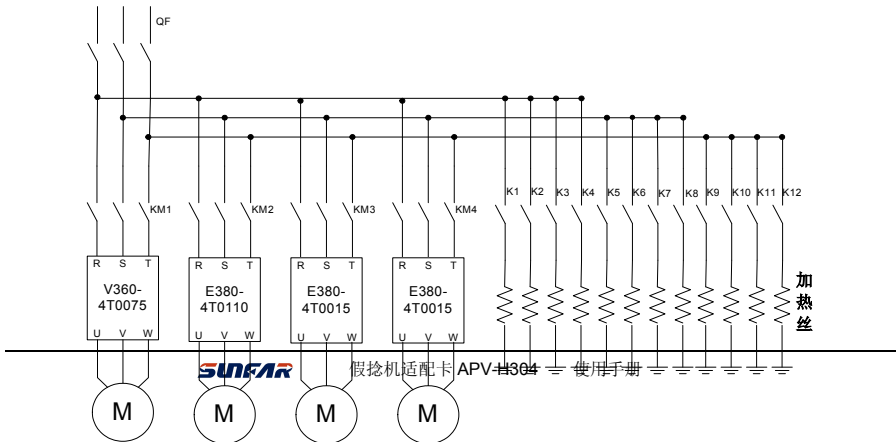 QF
K1 K2 K3 K4 K5 K6 K7 K8 K9 K10 K11 K12
KM1 KM2 KM3 KM4
R S T R S T R S T R S T
V360-
4T0075
E380-
4T0110
E380-
4T0015
E380-
4T0015
U V W U V W U V W U V W
加
热
丝
SUNFAR 假捻机适配卡 APV-H304 使用手册
M M M M